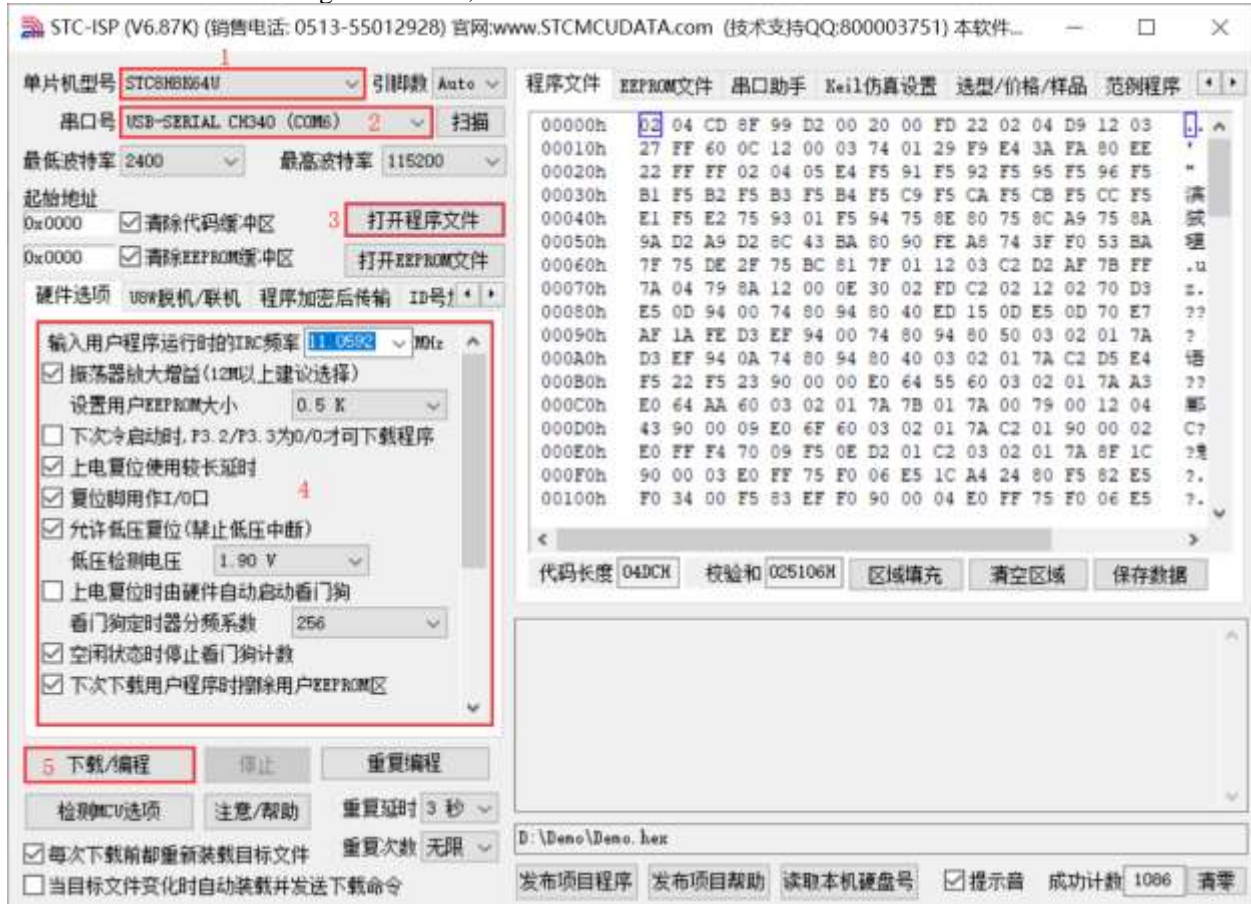 STC-ISP (V6.87K) (销售电话: 0513-55012928) 官网:www.STCMCUDATA.com (技术支持QQ:800003751) 本软件...
1
单片机型号 STC8H8K64U 引脚数 Auto
串口号 USB-SERIAL CH340 (COM6) 2 扫描
最低波特率 2400 最高波特率 115200
起始地址
0x0000 清除代码缓冲区 3 打开程序文件
0x0000 清除EEPROM缓冲区 打开EEPROM文件
硬件选项 U8W脱机/联机 程序加密后传输
输入用户程序运行时的IRC频率 11.0592 MHz
振荡器放大增益(12M以上建议选择)
设置用户EEPROM大小 0.5 K
下次冷启动时,P3.2/P3.3为0/0才可下载程序
上电复位使用较长延时
复位脚用作I/O口 4
允许低压复位(禁止低压中断)
低压检测电压 1.90 V
上电复位时由硬件自动启动看门狗
看门狗定时器分频系数 256
空闲状态时停止看门狗计数
下次下载用户程序时擦除用户EEPROM区
5 下载/编程 停止 重复编程
检测MCU选项 注意/帮助 重复延时 3 秒
每次下载前都重新装载目标文件 重复次数 无限
当目标文件变化时自动装载并发送下载命令
程序文件 EEPROM文件 串口助手 Keil仿真设置 选型/价格/样品 范例程序
00000h 02 04 CD 8F 99 D2 00 20 00 FD 22 02 04 D9 12 03
00010h 27 FF 60 0C 12 00 03 74 01 29 F9 E4 3A FA 80 EE
00020h 22 FF FF 02 04 05 E4 F5 91 F5 92 F5 95 F5 96 F5
00030h B1 F5 B2 F5 B3 F5 B4 F5 C9 F5 CA F5 CB F5 CC F5
00040h E1 F5 E2 75 93 01 F5 94 75 8E 80 75 8C A9 75 8A
00050h 9A D2 A9 D2 8C 43 BA 80 90 FE A8 74 3F F0 53 BA
00060h 7F 75 DE 2F 75 BC 81 7F 01 12 03 C2 D2 AF 7B FF
00070h 7A 04 79 8A 12 00 0E 30 02 FD C2 02 12 02 70 D3
00080h E5 0D 94 00 74 80 94 80 40 ED 15 0D E5 0D 70 E7
00090h AF 1A FE D3 EF 94 00 74 80 94 80 50 03 02 01 7A
000A0h D3 EF 94 0A 74 80 94 80 40 03 02 01 7A C2 D5 E4
000B0h F5 22 F5 23 90 00 00 E0 64 55 60 03 02 01 7A A3
000C0h E0 64 AA 60 03 02 01 7A 7B 01 7A 00 79 00 12 04
000D0h 43 90 00 09 E0 6F 60 03 02 01 7A C2 01 90 00 02
000E0h E0 FF F4 70 09 F5 0E D2 01 C2 03 02 01 7A 8F 1C
000F0h 90 00 03 E0 FF 75 F0 06 E5 1C A4 24 80 F5 82 E5
00100h F0 34 00 F5 83 EF F0 90 00 04 E0 FF 75 F0 06 E5
代码长度 04DCH 校验和 025106H 区域填充 清空区域 保存数据
D:\Demo\Demo.hex
发布项目程序 发布项目帮助 读取本机硬盘号 提示音 成功计数 1086 清零